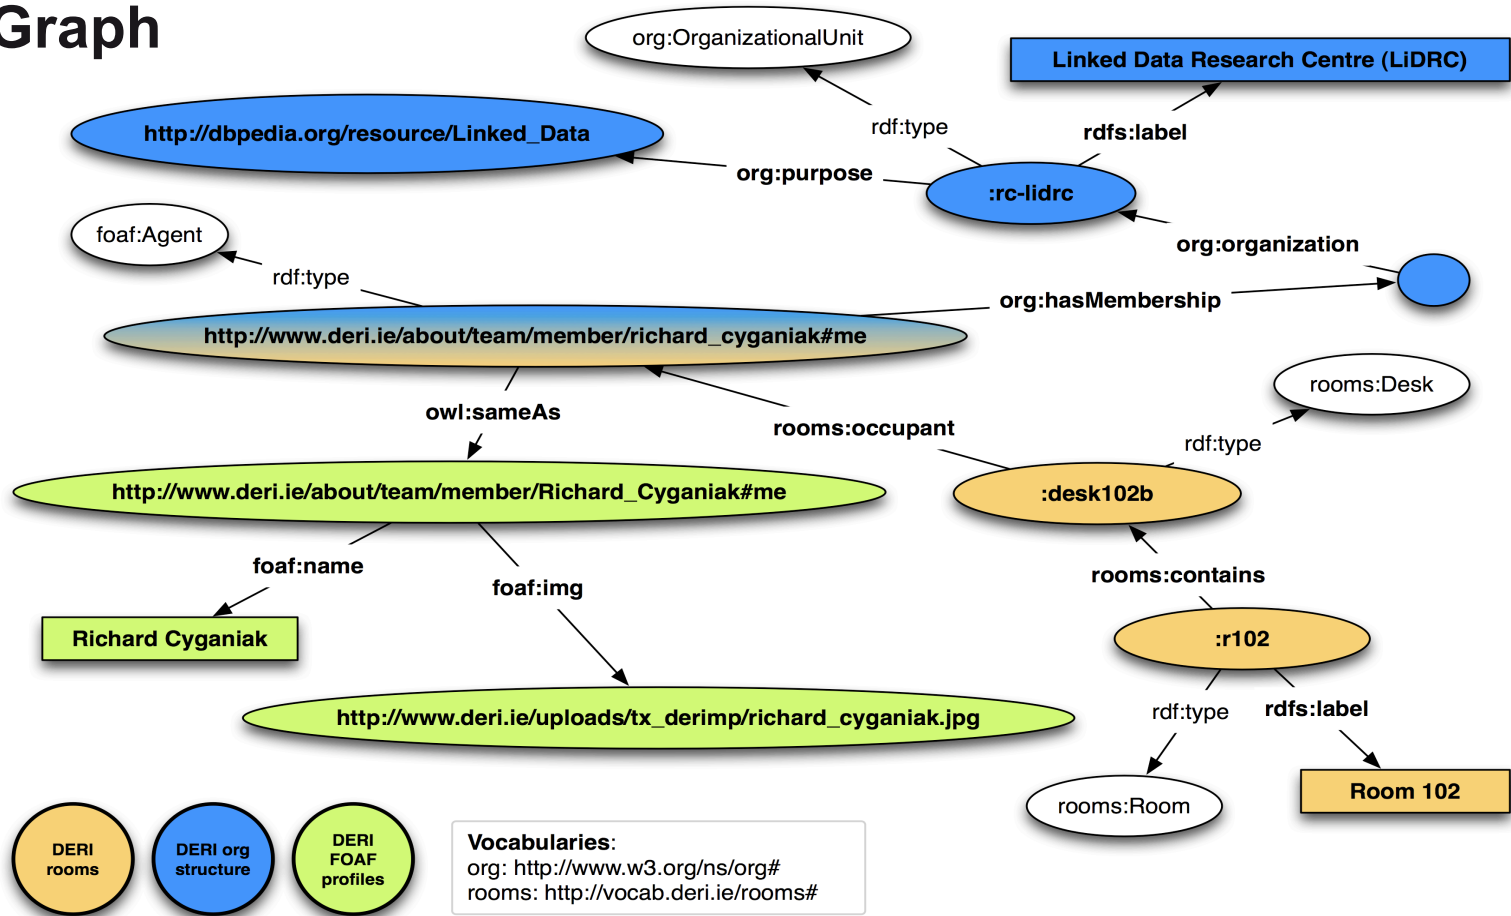 Graph
org:OrganizationalUnit
Linked Data Research Centre (LiDRC)
http://dbpedia.org/resource/Linked_Data
rdf:type
rdfs:label
org:purpose
:rc-lidrc
foaf:Agent
org:organization
rdf:type
org:hasMembership
http://www.deri.ie/about/team/member/richard_cyganiak#me
rooms:Desk
owl:sameAs
rooms:occupant
rdf:type
http://www.deri.ie/about/team/member/Richard_Cyganiak#me
:desk102b
foaf:name
foaf:img
rooms:contains
Richard Cyganiak
:r102
http://www.deri.ie/uploads/tx_derimp/richard_cyganiak.jpg
rdf:type
rdfs:label
rooms:Room
Room 102
DERI
rooms
DERI org
structure
DERI
FOAF
profiles
Vocabularies:
org: http://www.w3.org/ns/org#
rooms: http://vocab.deri.ie/rooms#